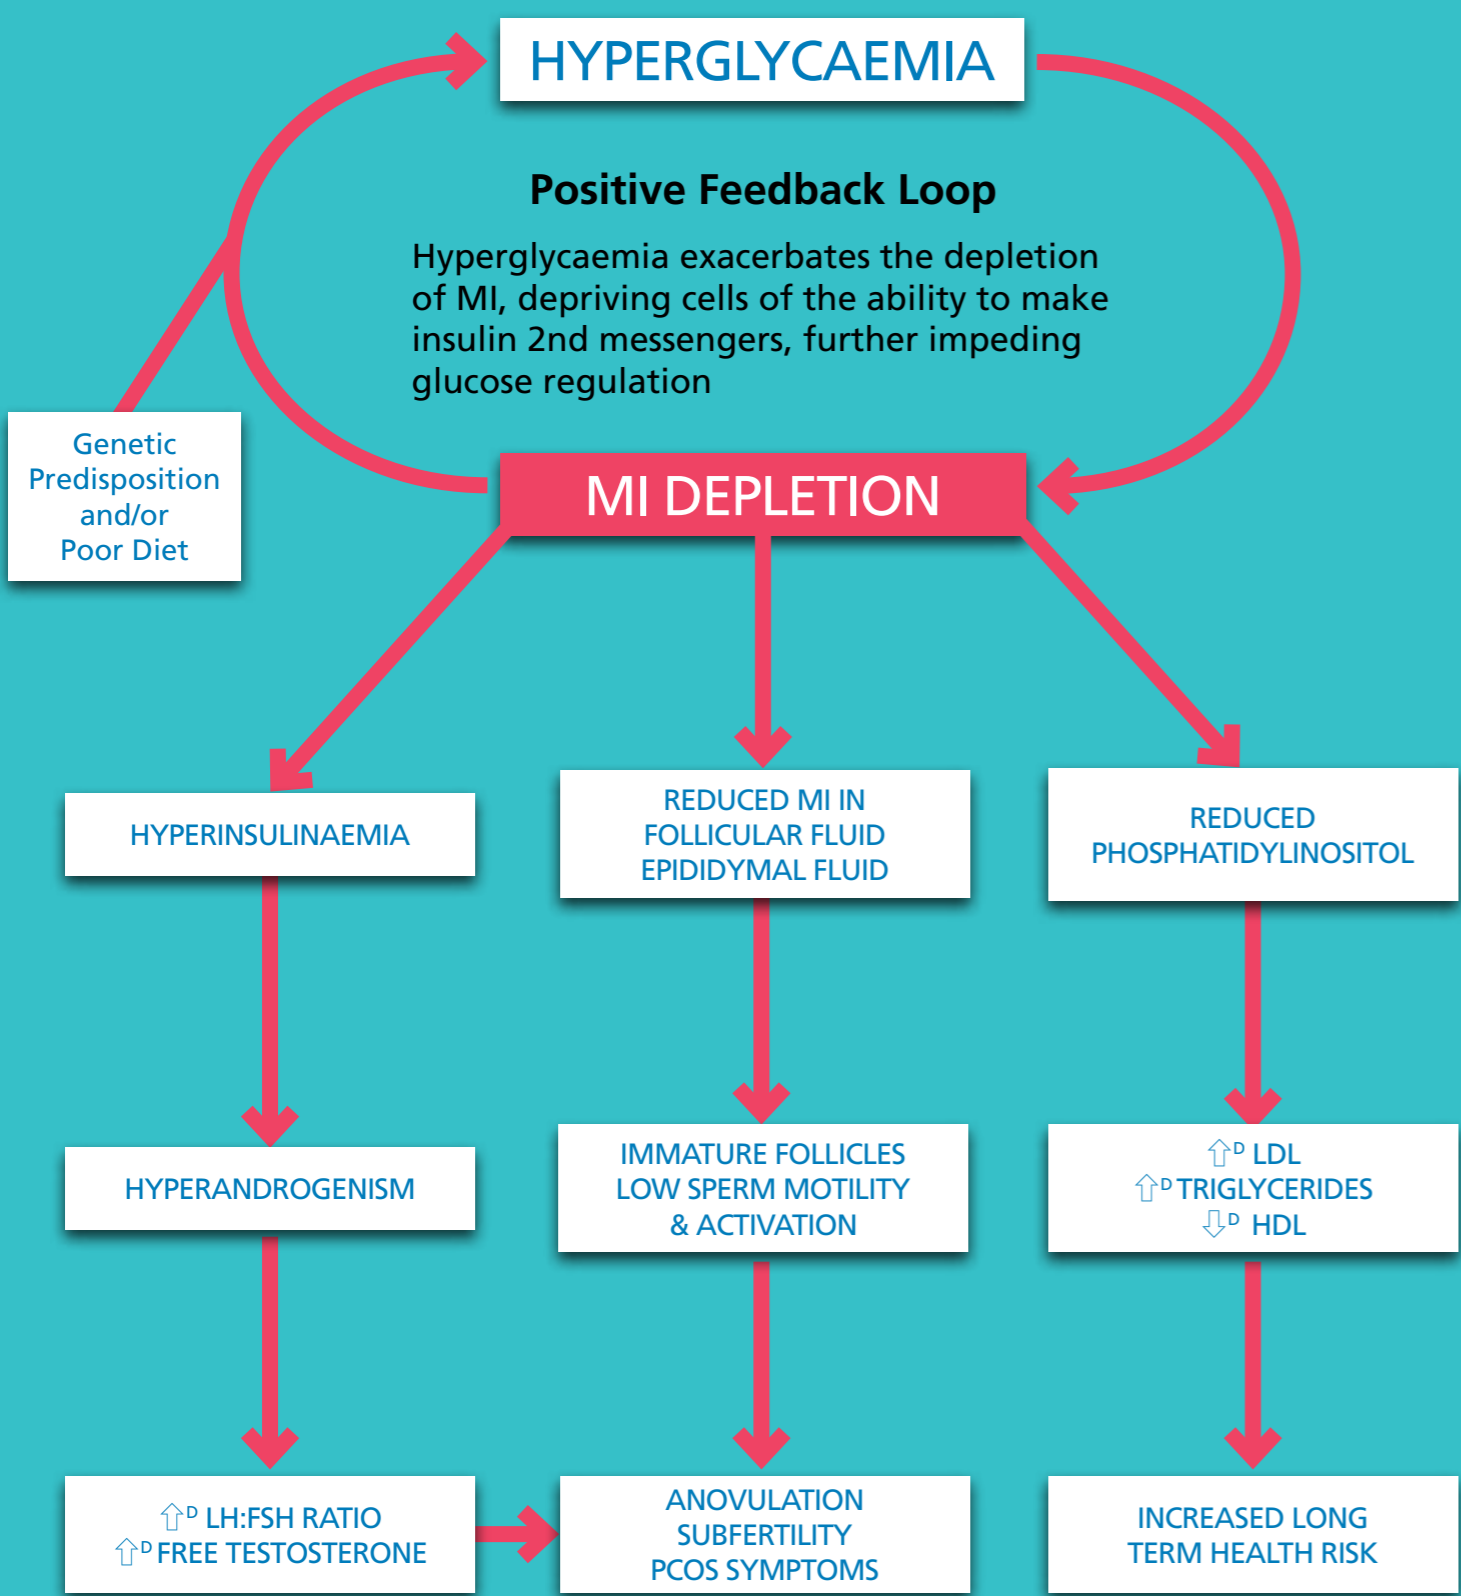 HYPERGLYCAEMIA
Positive Feedback Loop
Hyperglycaemia exacerbates the depletion
of MI, depriving cells of the ability to make
insulin 2nd messengers, further impeding
glucose regulation
Genetic
Predisposition
and/or
Poor Diet
MI DEPLETION
HYPERINSULINAEMIA
REDUCED MI IN
FOLLICULAR FLUID
EPIDIDYMAL FLUID
REDUCED
PHOSPHATIDYLINOSITOL
HYPERANDROGENISM
IMMATURE FOLLICLES
LOW SPERM MOTILITY
& ACTIVATION
⇧ᴰ LDL
⇧ᴰ TRIGLYCERIDES
⇩ᴰ HDL
⇧ᴰ LH:FSH RATIO
⇧ᴰ FREE TESTOSTERONE
ANOVULATION
SUBFERTILITY
PCOS SYMPTOMS
INCREASED LONG
TERM HEALTH RISK